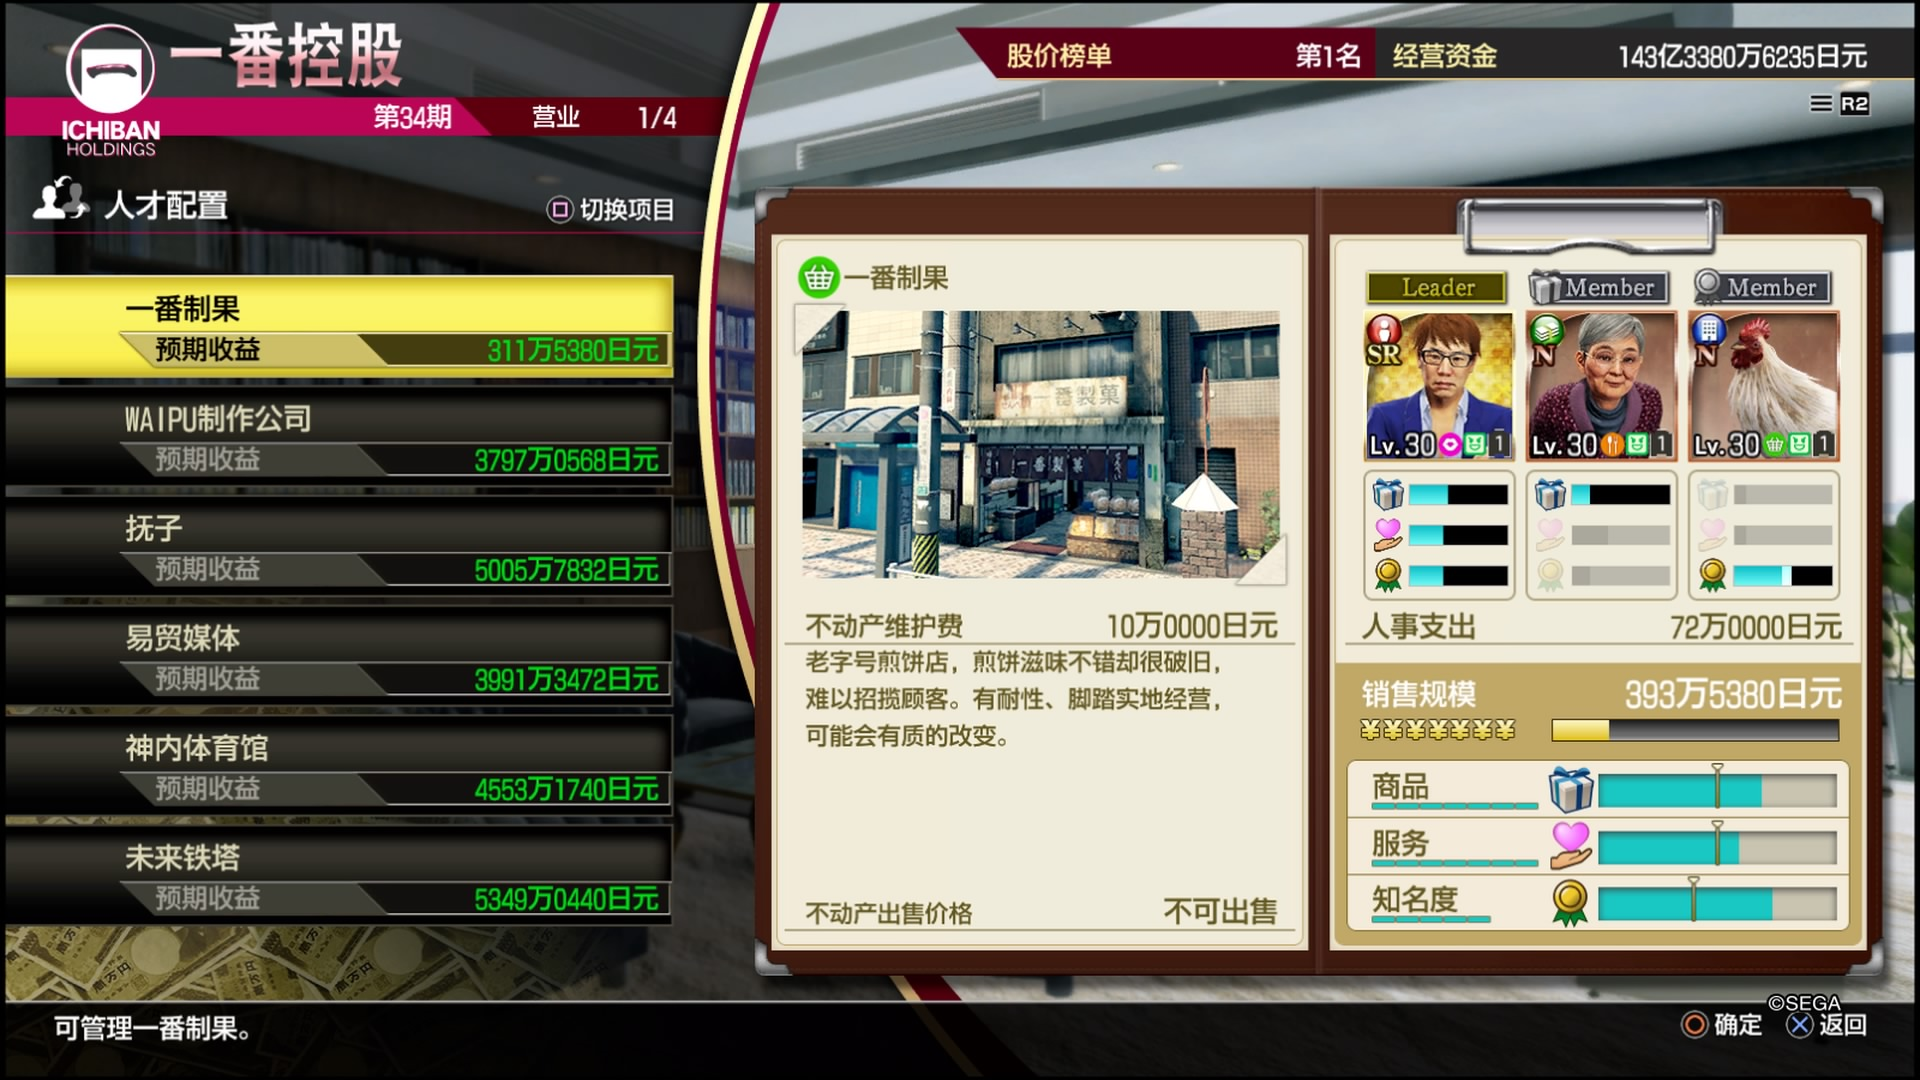 一番控股
ICHIBAN
HOLDINGS
第34期
营业 1/4
股价榜单 第1名
经营资金 143亿3380万6235日元
R2
人才配置
切换项目
一番制果
预期收益 311万5380日元
WAIPU制作公司
预期收益 3797万0568日元
抚子
预期收益 5005万7832日元
易贸媒体
预期收益 3991万3472日元
神内体育馆
预期收益 4553万1740日元
未来铁塔
预期收益 5349万0440日元
一番制果
一番製菓
一番製菓
不动产维护费 10万0000日元
老字号煎饼店，煎饼滋味不错却很破旧，
难以招揽顾客。有耐性、脚踏实地经营，
可能会有质的改变。
不动产出售价格 不可出售
Leader
Member
Member
SR
N
N
Lv.30 1
Lv.30 1
Lv.30 1
人事支出 72万0000日元
销售规模 393万5380日元
¥¥¥¥¥¥¥
商品
服务
知名度
可管理一番制果。
©SEGA
确定
返回